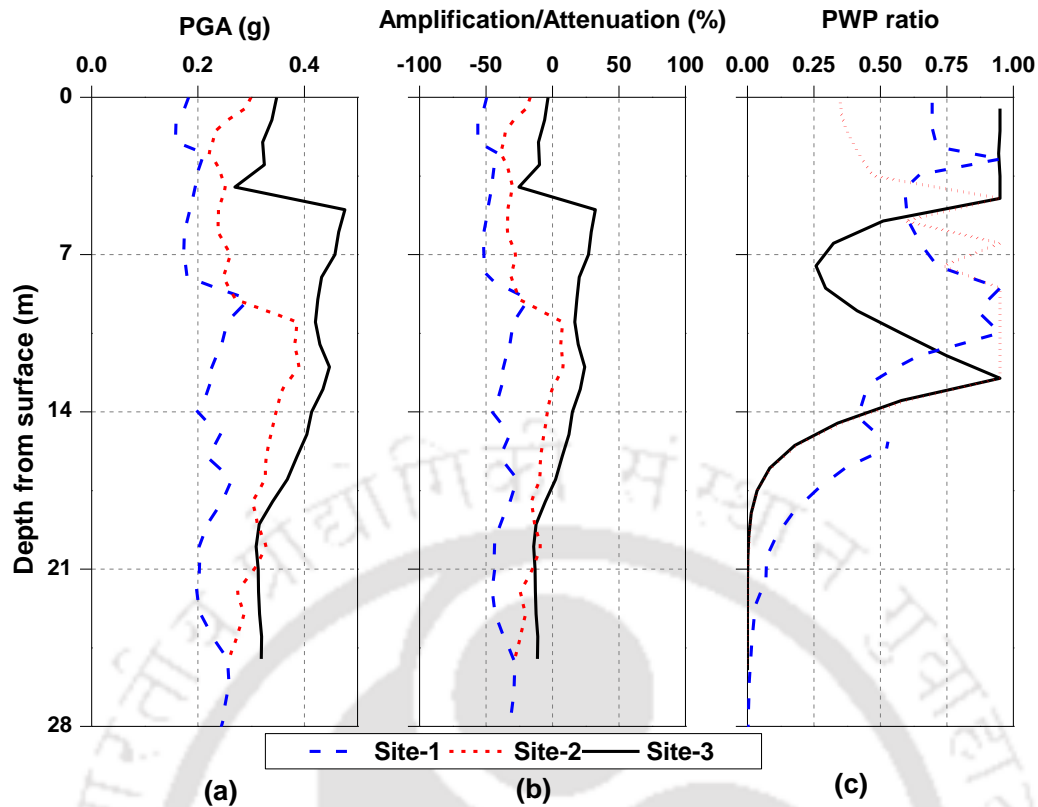 PGA (g)
Amplification/Attenuation (%)
PWP ratio
0.0 0.2 0.4
-100 -50 0 50 100
0.00 0.25 0.50 0.75 1.00
0
7
14
21
28
Depth from surface (m)
भारतीय प्रौद्योगिकी संस्थान
Site-1 Site-2 Site-3
(a) (b) (c)